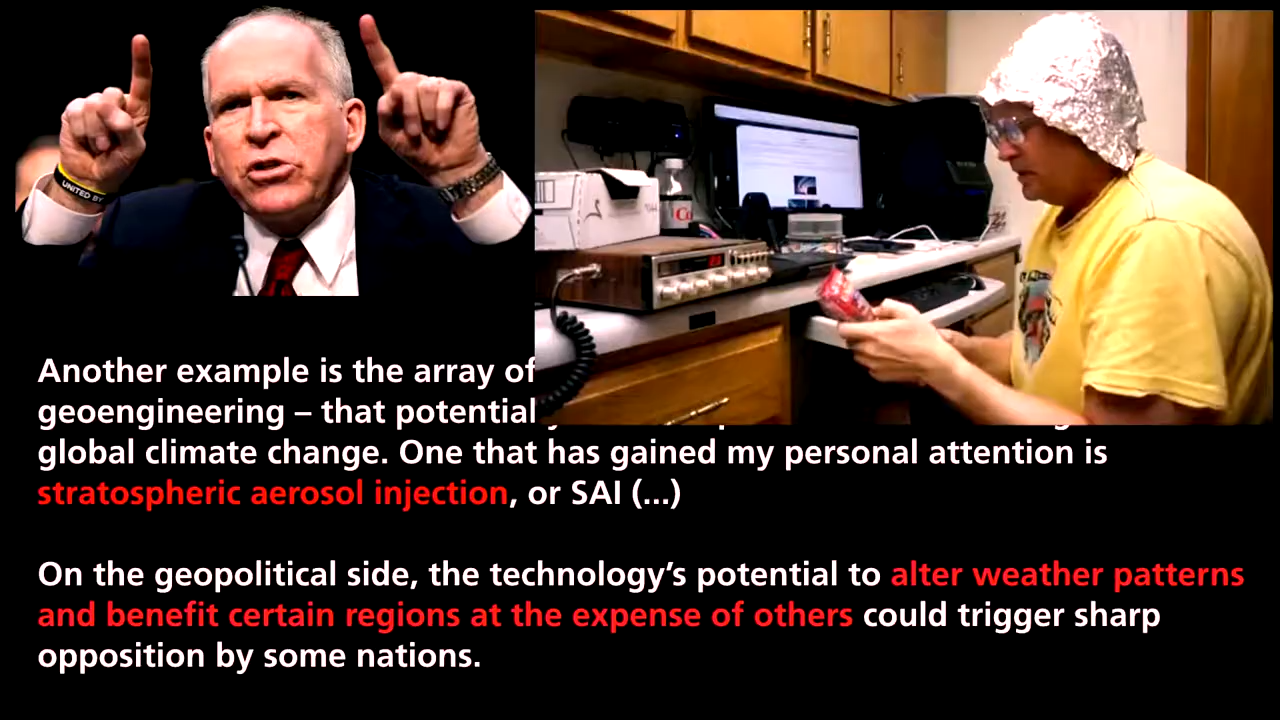 UNITED BY
Another example is the array of
geoengineering – that potential
global climate change. One that has gained my personal attention is
stratospheric aerosol injection, or SAI (...)
On the geopolitical side, the technology's potential to alter weather patterns
and benefit certain regions at the expense of others could trigger sharp
opposition by some nations.